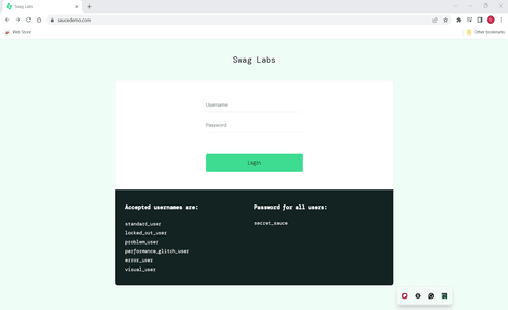 Swag Labs
saucedemo.com
Web Store
Other bookmarks
Swag Labs
Username
Password
Login
Accepted usernames are:
standard_user
locked_out_user
problem_user
performance_glitch_user
error_user
visual_user
Password for all users:
secret_sauce